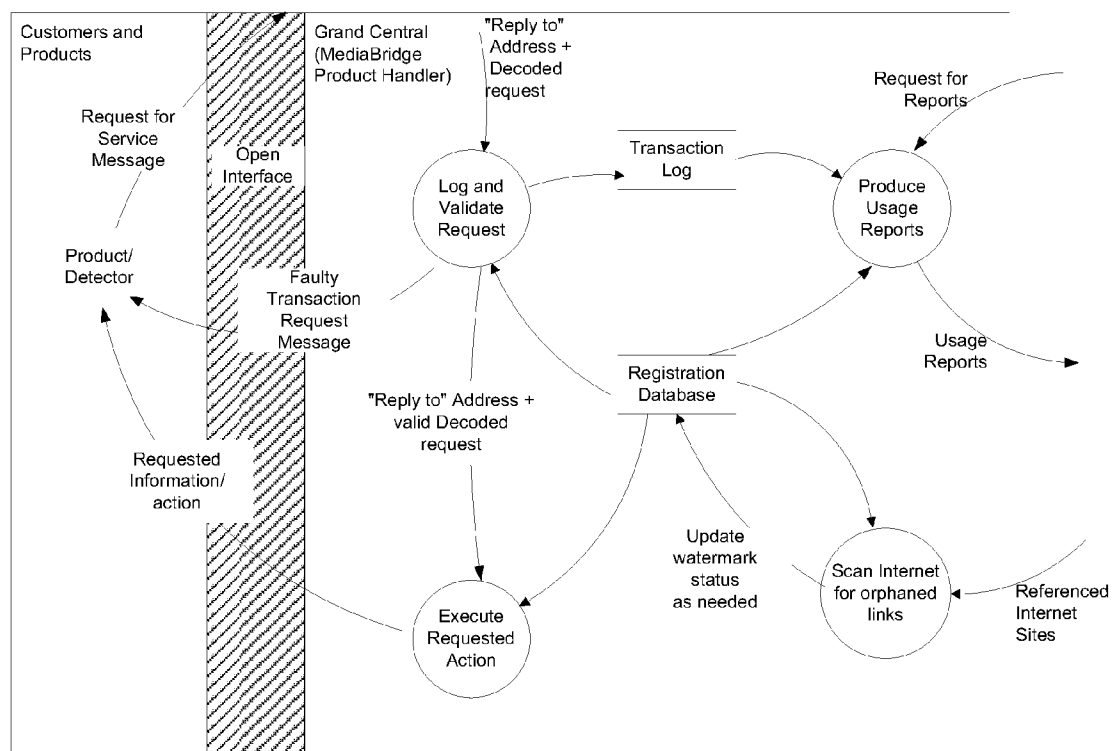 Customers and
Products
Grand Central
(MediaBridge
Product Handler)
"Reply to"
Address +
Decoded
request
Request for
Reports
Request for
Service
Message
Open
Interface
Transaction
Log
Log and
Validate
Request
Produce
Usage
Reports
Product/
Detector
Faulty
Transaction
Request
Message
Usage
Reports
Registration
Database
"Reply to" Address +
valid Decoded
request
Requested
Information/
action
Update
watermark
status
as needed
Scan Internet
for orphaned
links
Referenced
Internet
Sites
Execute
Requested
Action